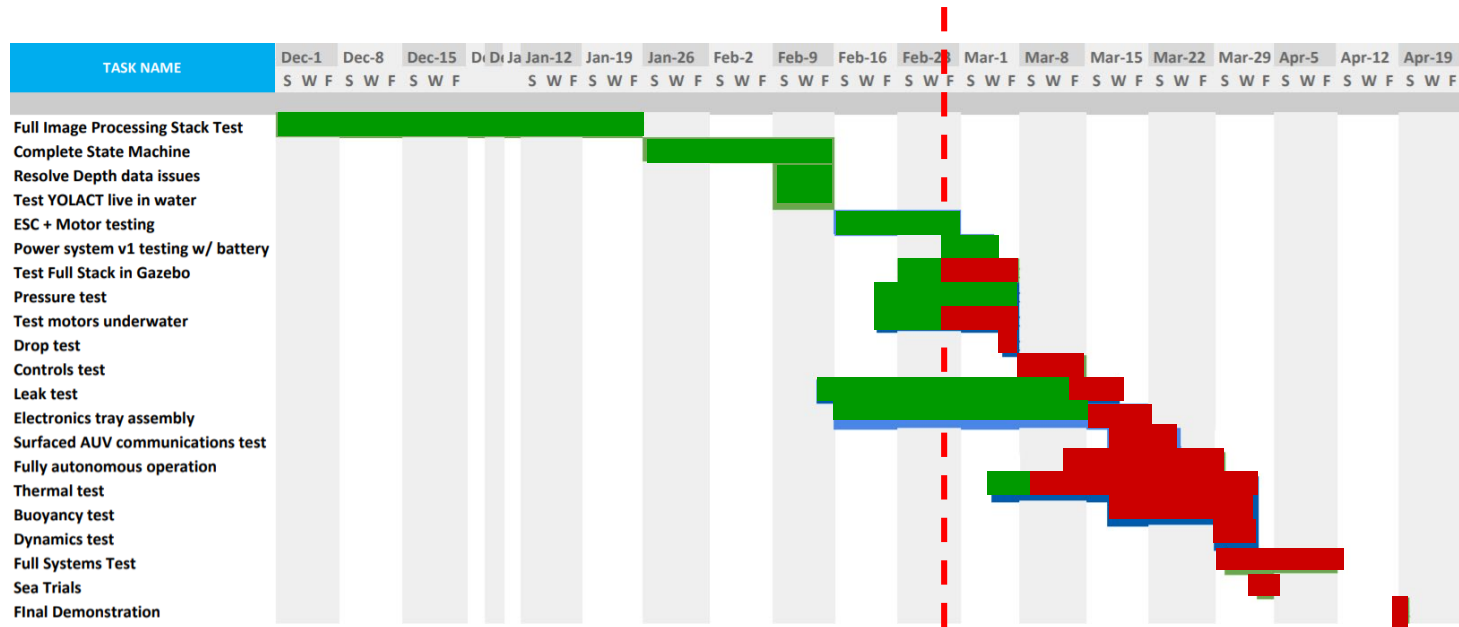 TASK NAME Dec-1 Dec-8 Dec-15 D D Ja Jan-12 Jan-19 Jan-26 Feb-2 Feb-9 Feb-16 Feb-23 Mar-1 Mar-8 Mar-15 Mar-22 Mar-29 Apr-5 Apr-12 Apr-19
S W F S W F S W F S W F S W F S W F S W F S W F S W F S W F S W F S W F S W F S W F S W F S W F S W F S W F
Full Image Processing Stack Test
Complete State Machine
Resolve Depth data issues
Test YOLACT live in water
ESC + Motor testing
Power system v1 testing w/ battery
Test Full Stack in Gazebo
Pressure test
Test motors underwater
Drop test
Controls test
Leak test
Electronics tray assembly
Surfaced AUV communications test
Fully autonomous operation
Thermal test
Buoyancy test
Dynamics test
Full Systems Test
Sea Trials
FInal Demonstration